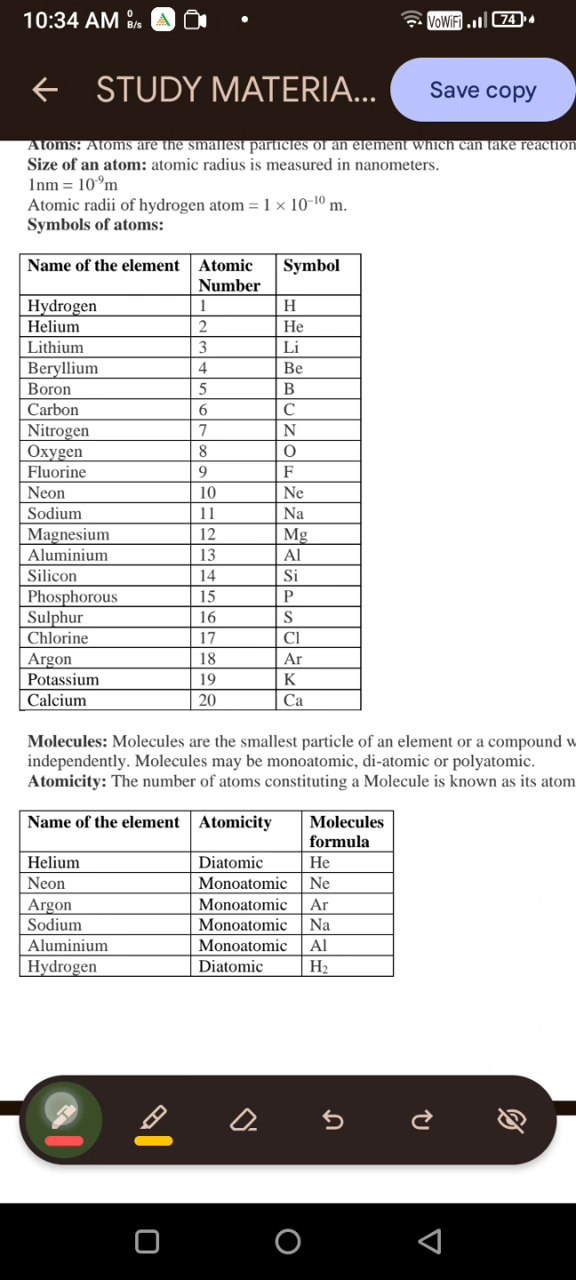 10:34 AM 0 B/s VoWiFi 74
STUDY MATERIA... Save copy
Atoms: Atoms are the smallest particles of an element which can take reaction
Size of an atom: atomic radius is measured in nanometers.
1nm = 10⁻⁹m
Atomic radii of hydrogen atom = 1 × 10⁻¹⁰ m.
Symbols of atoms:
Name of the element Atomic Number Symbol
Hydrogen 1 H
Helium 2 He
Lithium 3 Li
Beryllium 4 Be
Boron 5 B
Carbon 6 C
Nitrogen 7 N
Oxygen 8 O
Fluorine 9 F
Neon 10 Ne
Sodium 11 Na
Magnesium 12 Mg
Aluminium 13 Al
Silicon 14 Si
Phosphorous 15 P
Sulphur 16 S
Chlorine 17 Cl
Argon 18 Ar
Potassium 19 K
Calcium 20 Ca
Molecules: Molecules are the smallest particle of an element or a compound w
independently. Molecules may be monoatomic, di-atomic or polyatomic.
Atomicity: The number of atoms constituting a Molecule is known as its atom
Name of the element Atomicity Molecules formula
Helium Diatomic He
Neon Monoatomic Ne
Argon Monoatomic Ar
Sodium Monoatomic Na
Aluminium Monoatomic Al
Hydrogen Diatomic H₂